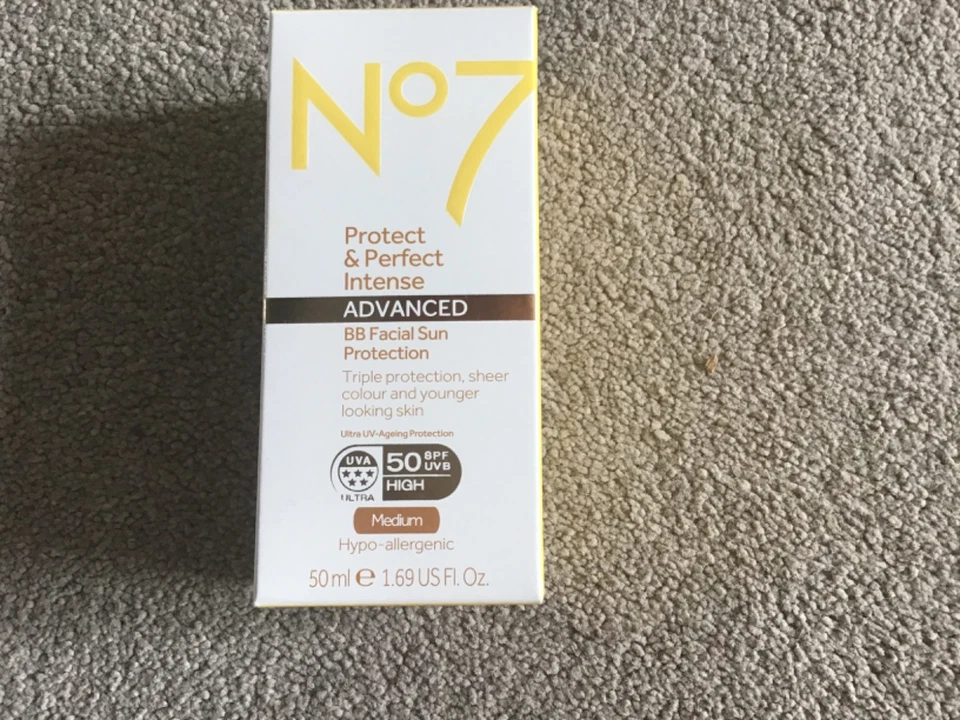 No7
Protect
& Perfect
Intense
ADVANCED
BB Facial Sun
Protection
Triple protection, sheer
colour and younger
looking skin
Ultra UV-Ageing Protection
UVA
ULTRA
50 SPF UVB
HIGH
Medium
Hypo-allergenic
50 ml ℮ 1.69 US Fl. Oz.